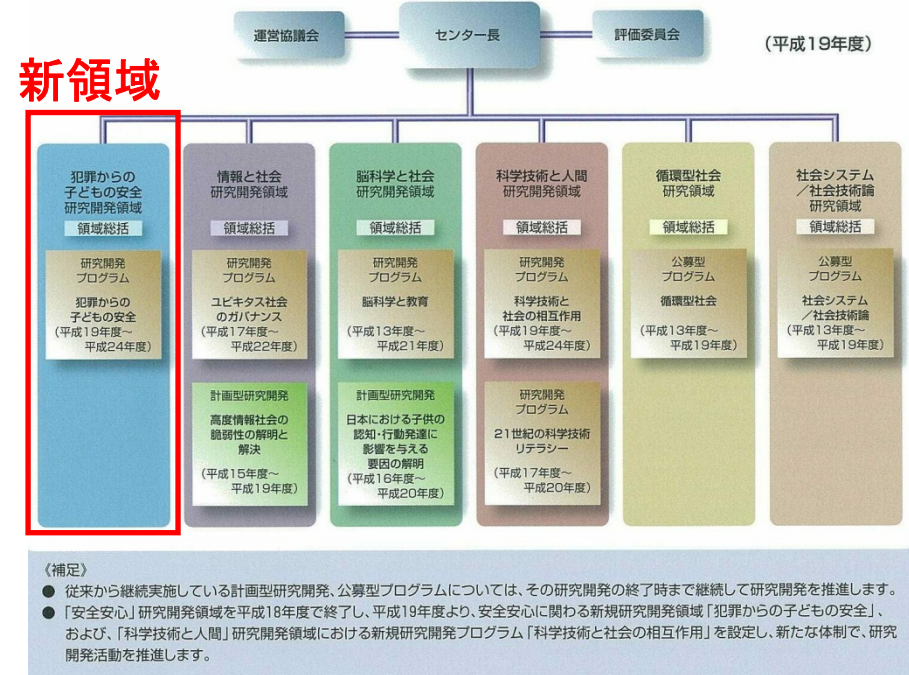 運営協議会
センター長
評価委員会
(平成19年度)
新領域
犯罪からの
子どもの安全
研究開発領域
領域総括
研究開発
プログラム
犯罪からの
子どもの安全
(平成19年度~
平成24年度)
情報と社会
研究開発領域
領域総括
研究開発
プログラム
ユビキタス社会
のガバナンス
(平成17年度~
平成22年度)
計画型研究開発
高度情報社会の
脆弱性の解明と
解決
(平成15年度~
平成19年度)
脳科学と社会
研究開発領域
領域総括
研究開発
プログラム
脳科学と教育
(平成13年度~
平成21年度)
計画型研究開発
日本における子供の
認知・行動発達に
影響を与える
要因の解明
(平成16年度~
平成20年度)
科学技術と人間
研究開発領域
領域総括
研究開発
プログラム
科学技術と
社会の相互作用
(平成19年度~
平成24年度)
研究開発
プログラム
21世紀の科学技術
リテラシー
(平成17年度~
平成20年度)
循環型社会
研究領域
領域総括
公募型
プログラム
循環型社会
(平成13年度~
平成19年度)
社会システム
/社会技術論
研究領域
領域総括
公募型
プログラム
社会システム
/社会技術論
(平成13年度~
平成19年度)
《補足》
● 従来から継続実施している計画型研究開発、公募型プログラムについては、その研究開発の終了時まで継続して研究開発を推進します。
● 「安全安心」研究開発領域を平成18年度で終了し、平成19年度より、安全安心に関わる新規研究開発領域「犯罪からの子どもの安全」、
および、「科学技術と人間」研究開発領域における新規研究開発プログラム「科学技術と社会の相互作用」を設定し、新たな体制で、研究
開発活動を推進します。